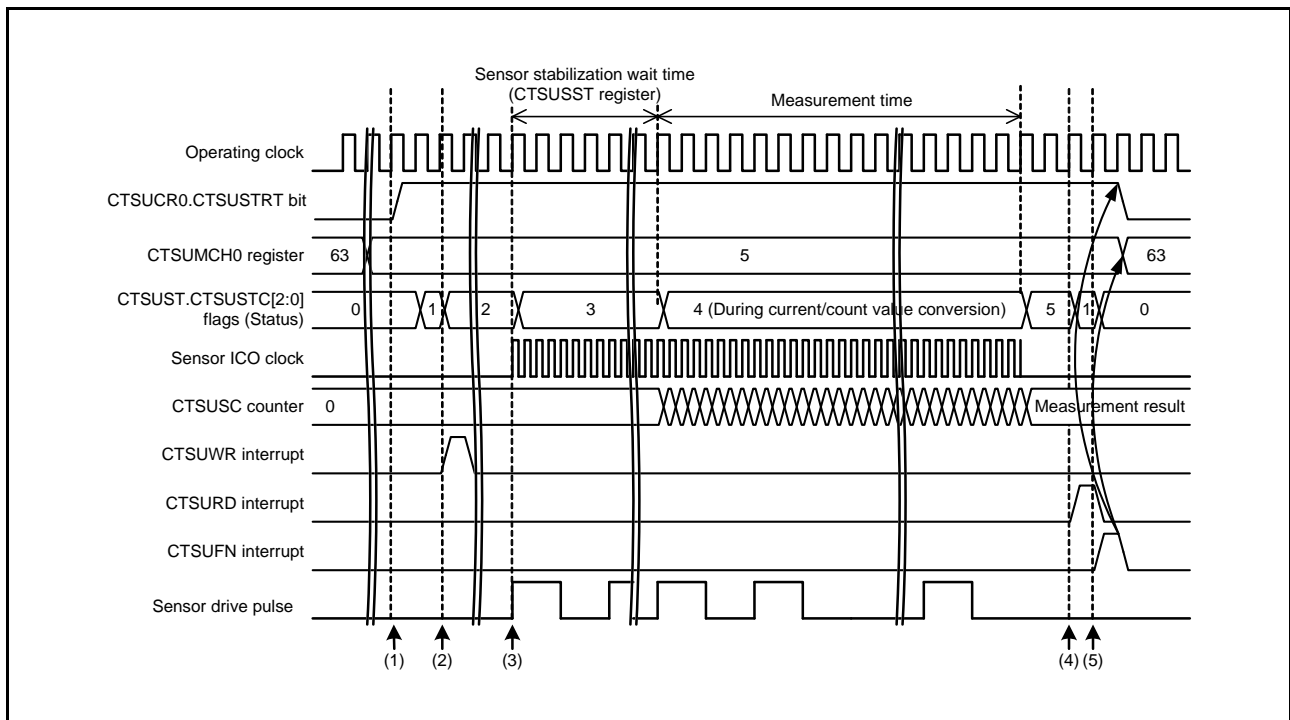 Sensor stabilization wait time
(CTSUSST register)
Measurement time
Operating clock
CTSUCR0.CTSUSTRT bit
CTSUMCH0 register
63
5
63
CTSUST.CTSUSTC[2:0]
flags (Status)
0
1
2
3
4 (During current/count value conversion)
5
1
0
Sensor ICO clock
CTSUSC counter
0
Measurement result
CTSUWR interrupt
CTSURD interrupt
CTSUFN interrupt
Sensor drive pulse
(1)
(2)
(3)
(4)
(5)